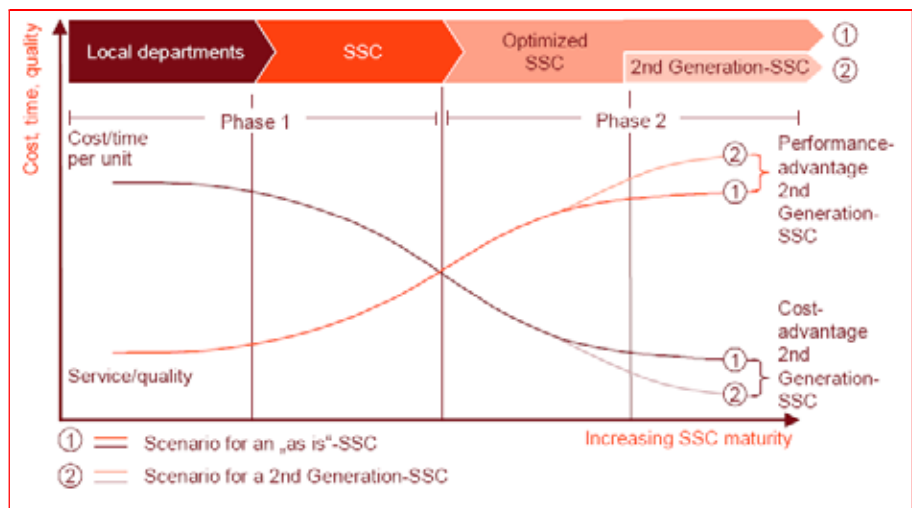 Cost, time, quality
Local departments
SSC
Optimized
SSC
2nd Generation-SSC
1
2
Phase 1
Phase 2
Cost/time
per unit
Service/quality
2
1
Performance-
advantage
2nd
Generation-
SSC
1
2
Cost-
advantage
2nd
Generation-
SSC
Increasing SSC maturity
1 Scenario for an „as is“-SSC
2 Scenario for a 2nd Generation-SSC